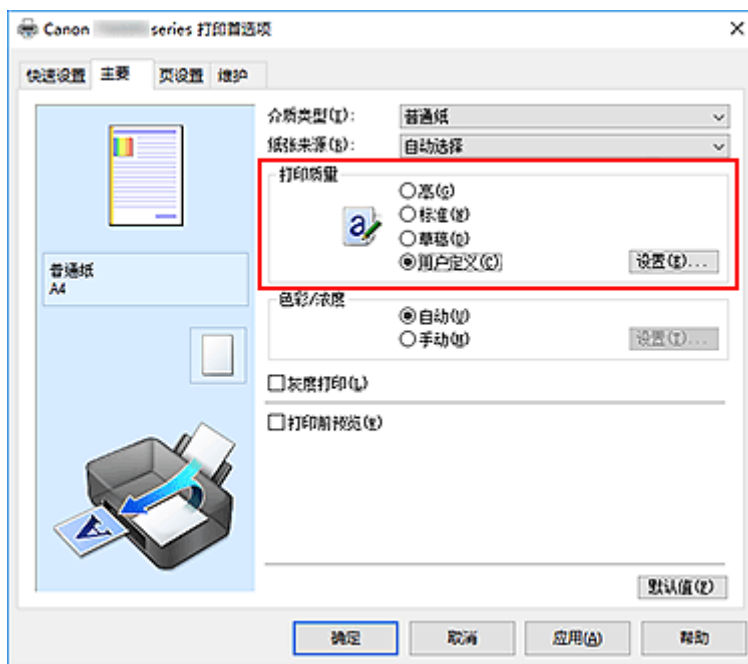 Canon series 打印首选项
快速设置 主要 页设置 维护
介质类型(I): 普通纸
纸张来源(B): 自动选择
打印质量
高(G)
标准(N)
草稿(D)
用户定义(C) 设置(E)...
普通纸
A4
色彩/浓度
自动(U)
手动(M) 设置(T)...
灰度打印(L)
打印前预览(R)
默认值(Z)
确定 取消 应用(A) 帮助